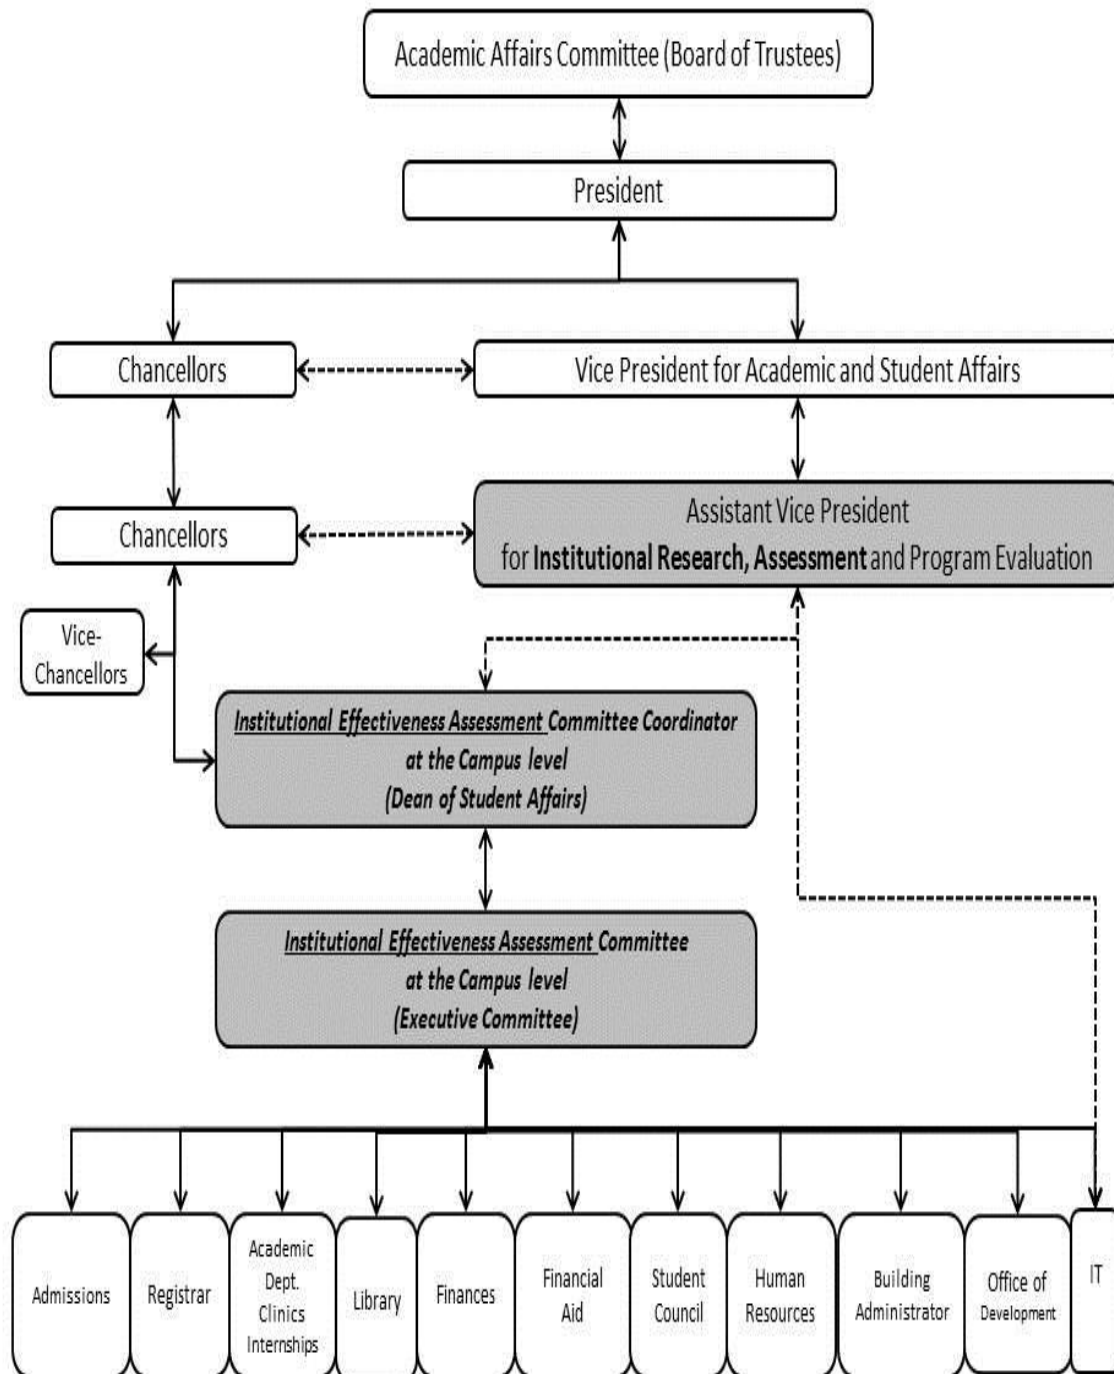 Academic Affairs Committee (Board of Trustees)
President
Chancellors
Vice President for Academic and Student Affairs
Chancellors
Assistant Vice President
for Institutional Research, Assessment and Program Evaluation
Vice-
Chancellors
Institutional Effectiveness Assessment Committee Coordinator
at the Campus level
(Dean of Student Affairs)
Institutional Effectiveness Assessment Committee
at the Campus level
(Executive Committee)
Admissions
Registrar
Academic
Dept.
Clinics
Internships
Library
Finances
Financial
Aid
Student
Council
Human
Resources
Building
Administrator
Office of
Development
IT